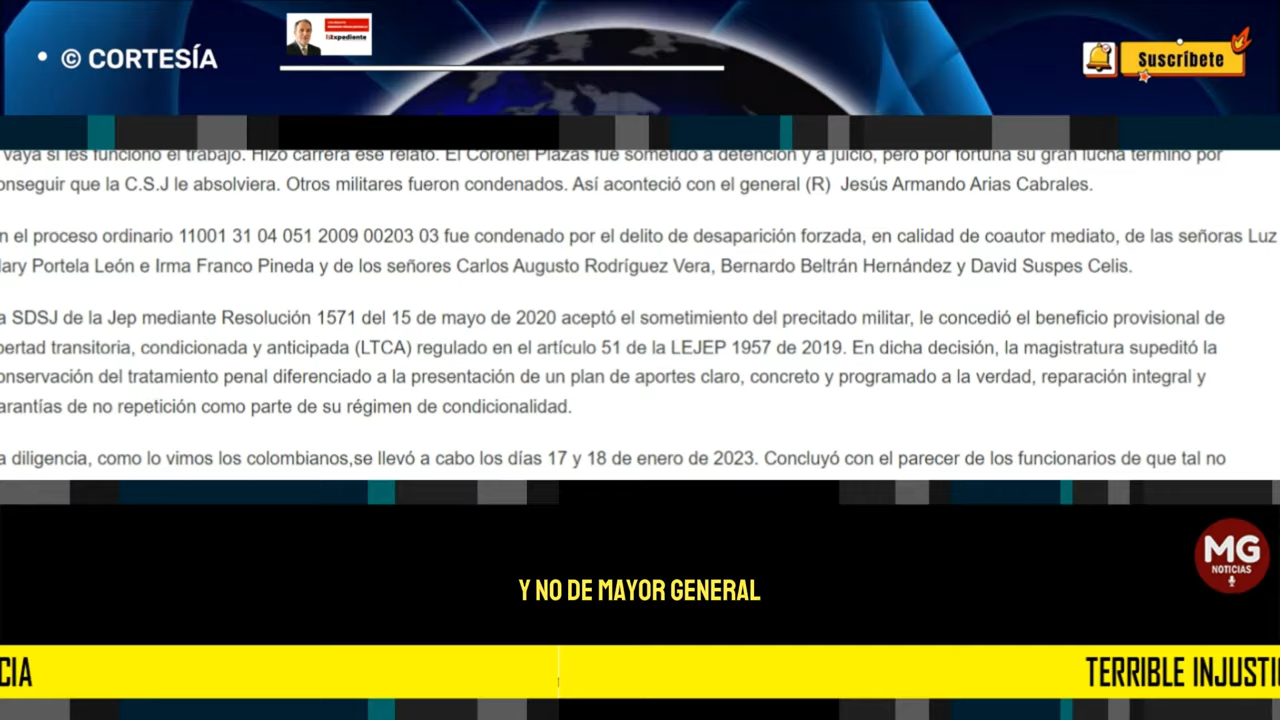 • © CORTESÍA
Expediente
Suscríbete
vaya si les funcionó el trabajo. Hizo carrera ese relato. El Coronel Plazas fue sometido a detención y a juicio, pero por fortuna su gran lucha terminó por
onseguir que la C.S.J le absolviera. Otros militares fueron condenados. Así aconteció con el general (R) Jesús Armando Arias Cabrales.
n el proceso ordinario 11001 31 04 051 2009 00203 03 fue condenado por el delito de desaparición forzada, en calidad de coautor mediato, de las señoras Luz
lary Portela León e Irma Franco Pineda y de los señores Carlos Augusto Rodríguez Vera, Bernardo Beltrán Hernández y David Suspes Celis.
a SDSJ de la Jep mediante Resolución 1571 del 15 de mayo de 2020 aceptó el sometimiento del precitado militar, le concedió el beneficio provisional de
bertad transitoria, condicionada y anticipada (LTCA) regulado en el artículo 51 de la LEJEP 1957 de 2019. En dicha decisión, la magistratura supeditó la
onservación del tratamiento penal diferenciado a la presentación de un plan de aportes claro, concreto y programado a la verdad, reparación integral y
arantías de no repetición como parte de su régimen de condicionalidad.
a diligencia, como lo vimos los colombianos,se llevó a cabo los días 17 y 18 de enero de 2023. Concluyó con el parecer de los funcionarios de que tal no
MG
NOTICIAS
Y NO DE MAYOR GENERAL
CIA
TERRIBLE INJUSTI